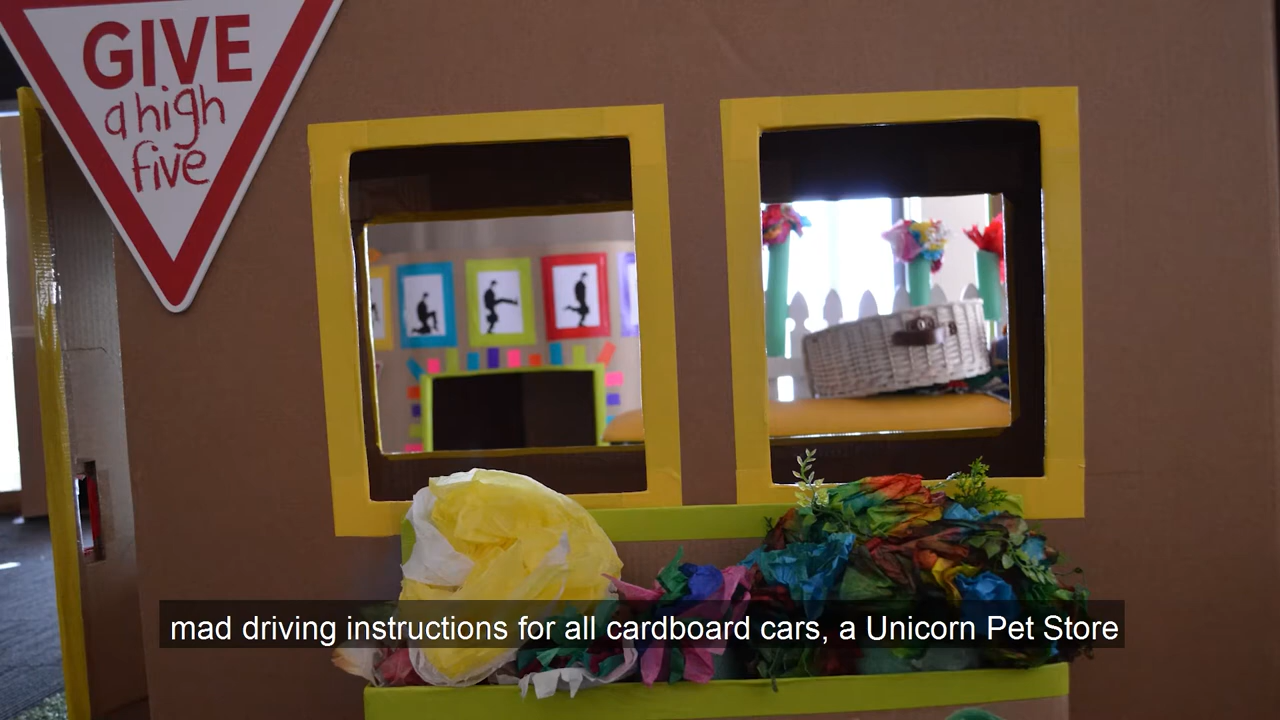 GIVE
a high
five
mad driving instructions for all cardboard cars, a Unicorn Pet Store